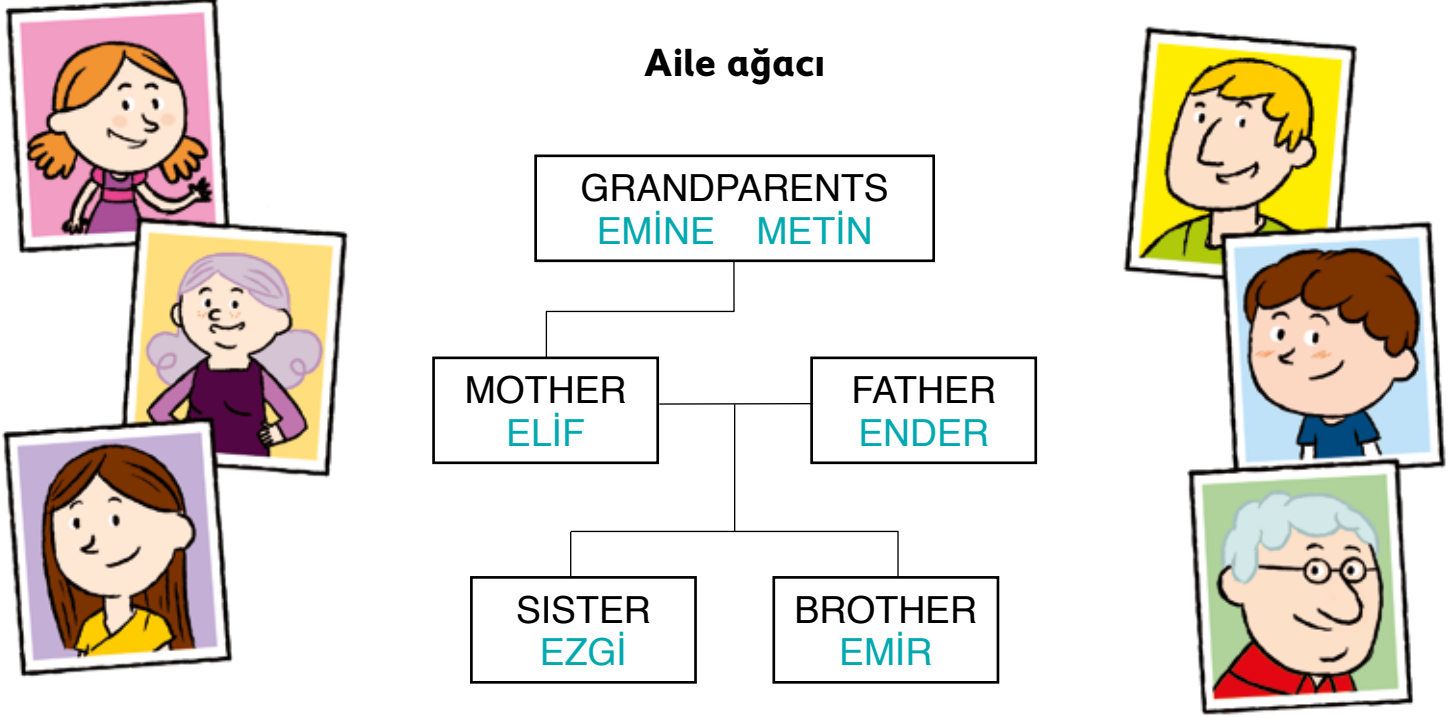 Aile ağacı
GRANDPARENTS
EMİNE METİN
MOTHER
ELİF
FATHER
ENDER
SISTER
EZGİ
BROTHER
EMİR